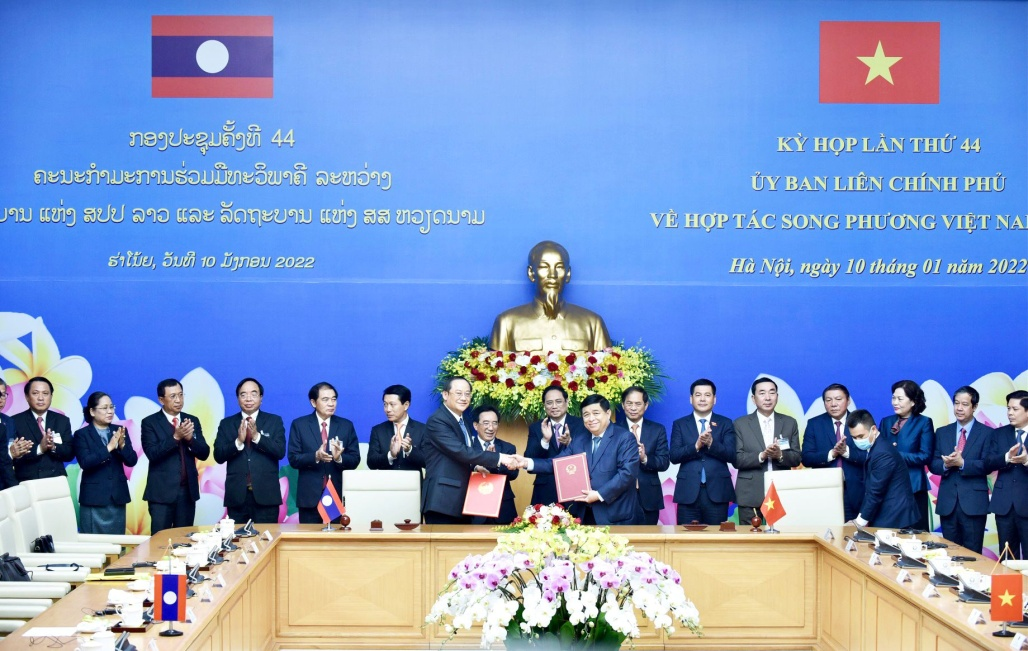 ກອງປະຊຸມຄັ້ງທີ 44
ຄະນະກຳມະການຮ່ວມມືທະວິພາຄີ ລະຫວ່າງ
ບານ ແຫ່ງ ສປປ ລາວ ແລະ ລັດຖະບານ ແຫ່ງ ສສ ຫວຽດນາມ
ຮ່າໂນ້ຍ, ວັນທີ 10 ມັງກອນ 2022
KỲ HỌP LẦN THỨ 44
ỦY BAN LIÊN CHÍNH PHỦ
VỀ HỢP TÁC SONG PHƯƠNG VIỆT NA
Hà Nội, ngày 10 tháng 01 năm 2022